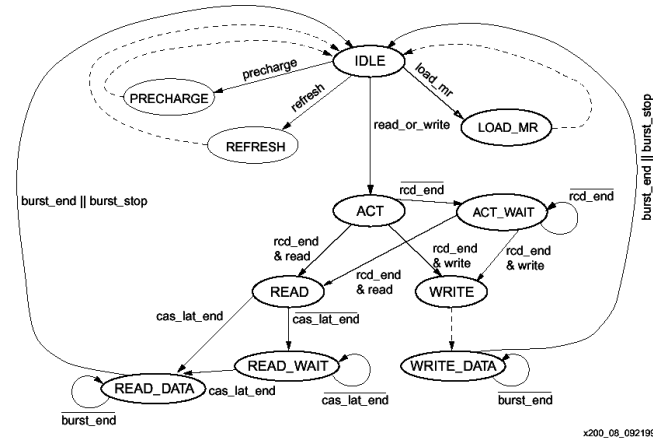 IDLE
precharge
load_mr
PRECHARGE
refresh
LOAD_MR
read_or_write
REFRESH
burst_end || burst_stop
burst_end || burst_stop
rcd_end
rcd_end
ACT
ACT_WAIT
rcd_end
& read
rcd_end
& write
rcd_end
& write
rcd_end
& read
READ
WRITE
cas_lat_end
cas_lat_end
READ_WAIT
WRITE_DATA
READ_DATA
cas_lat_end
cas_lat_end
burst_end
burst_end
x200_08_092199